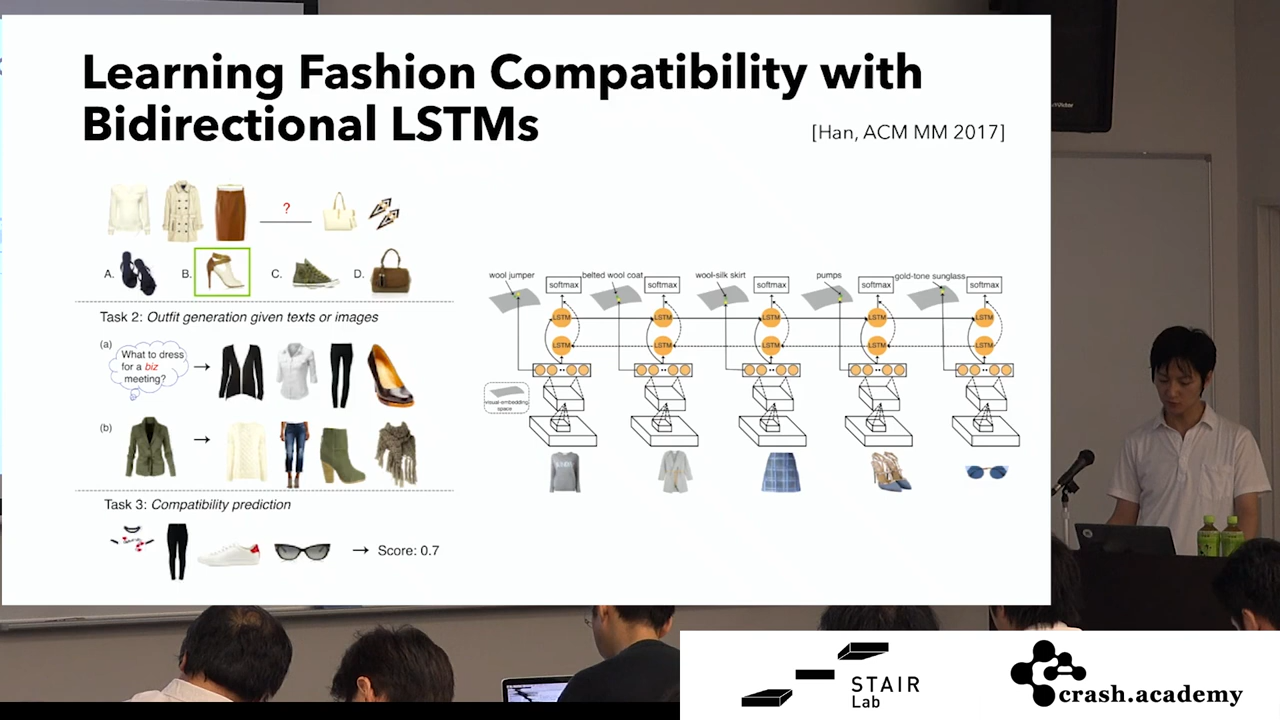 Learning Fashion Compatibility with
Bidirectional LSTMs
[Han, ACM MM 2017]
?
A. B. C. D.
Task 2: Outfit generation given texts or images
(a)
What to dress
for a biz
meeting?
(b)
Task 3: Compatibility prediction
Score: 0.7
wool jumper belted wool coat wool-silk skirt pumps gold-tone sunglass
softmax softmax softmax softmax softmax
LSTM LSTM LSTM LSTM LSTM
LSTM LSTM LSTM LSTM LSTM
visual-embedding
space
STAIR
Lab
crash.academy